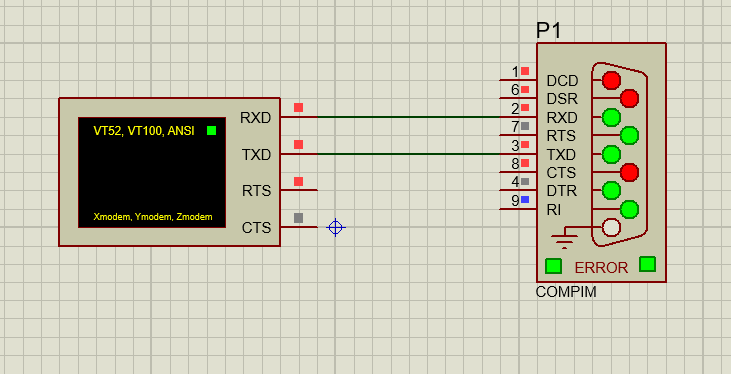 P1
VT52, VT100, ANSI
Xmodem, Ymodem, Zmodem
RXD
TXD
RTS
CTS
1 DCD
6 DSR
2 RXD
7 RTS
3 TXD
8 CTS
4 DTR
9 RI
ERROR
COMPIM